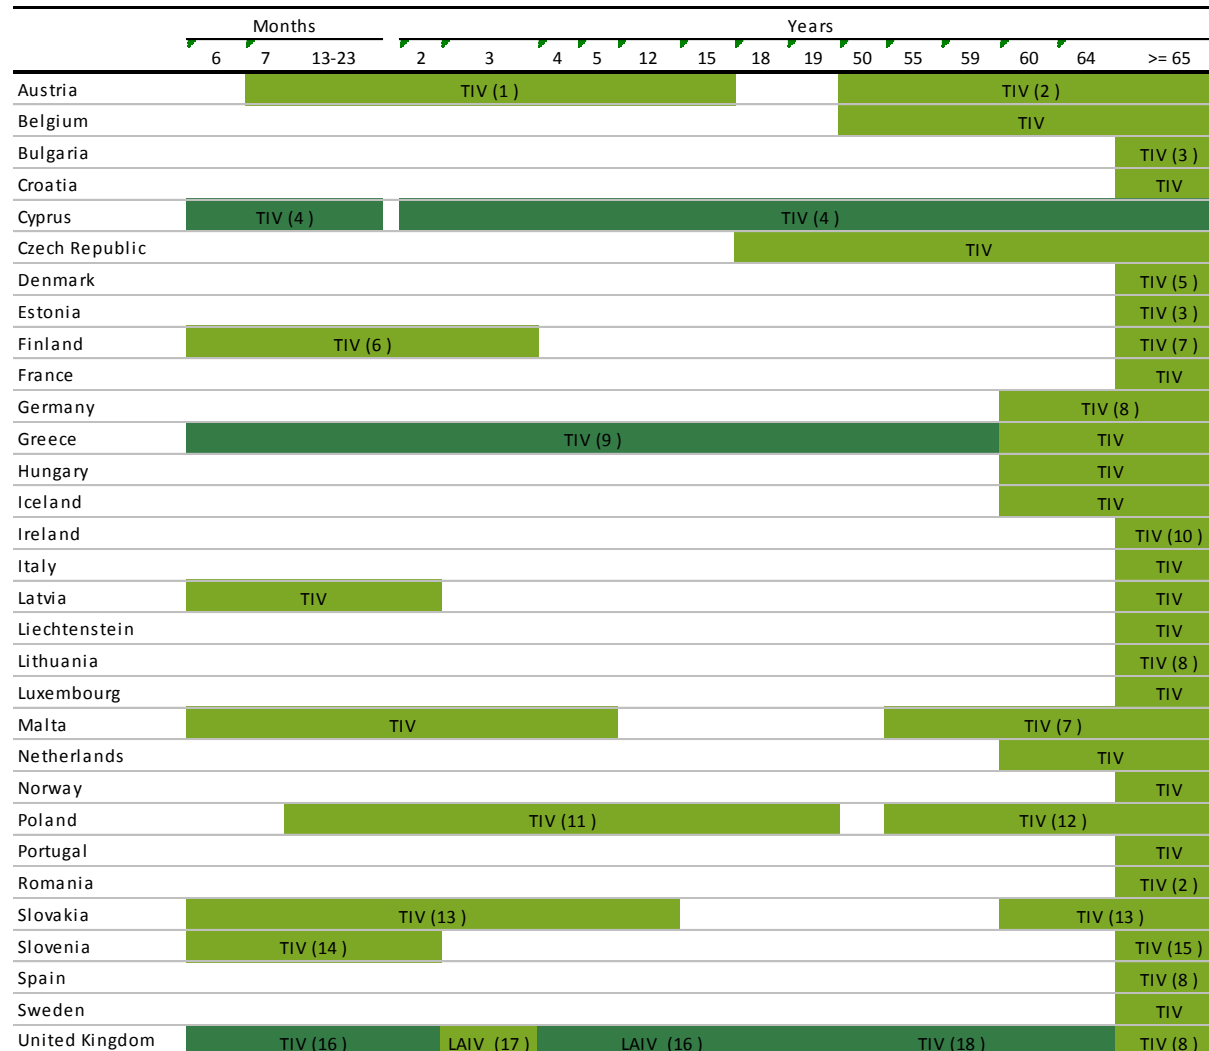 Months Years
6 7 13-23 2 3 4 5 12 15 18 19 50 55 59 60 64 >= 65
Austria TIV (1 ) TIV (2 )
Belgium TIV
Bulgaria TIV (3 )
Croatia TIV
Cyprus TIV (4 ) TIV (4 )
Czech Republic TIV
Denmark TIV (5 )
Estonia TIV (3 )
Finland TIV (6 ) TIV (7 )
France TIV
Germany TIV (8 )
Greece TIV (9 ) TIV
Hungary TIV
Iceland TIV
Ireland TIV (10 )
Italy TIV
Latvia TIV TIV
Liechtenstein TIV
Lithuania TIV (8 )
Luxembourg TIV
Malta TIV TIV (7 )
Netherlands TIV
Norway TIV
Poland TIV (11 ) TIV (12 )
Portugal TIV
Romania TIV (2 )
Slovakia TIV (13 ) TIV (13 )
Slovenia TIV (14 ) TIV (15 )
Spain TIV (8 )
Sweden TIV
United Kingdom TIV (16 ) LAIV (17 ) LAIV (16 ) TIV (18 ) TIV (8 )